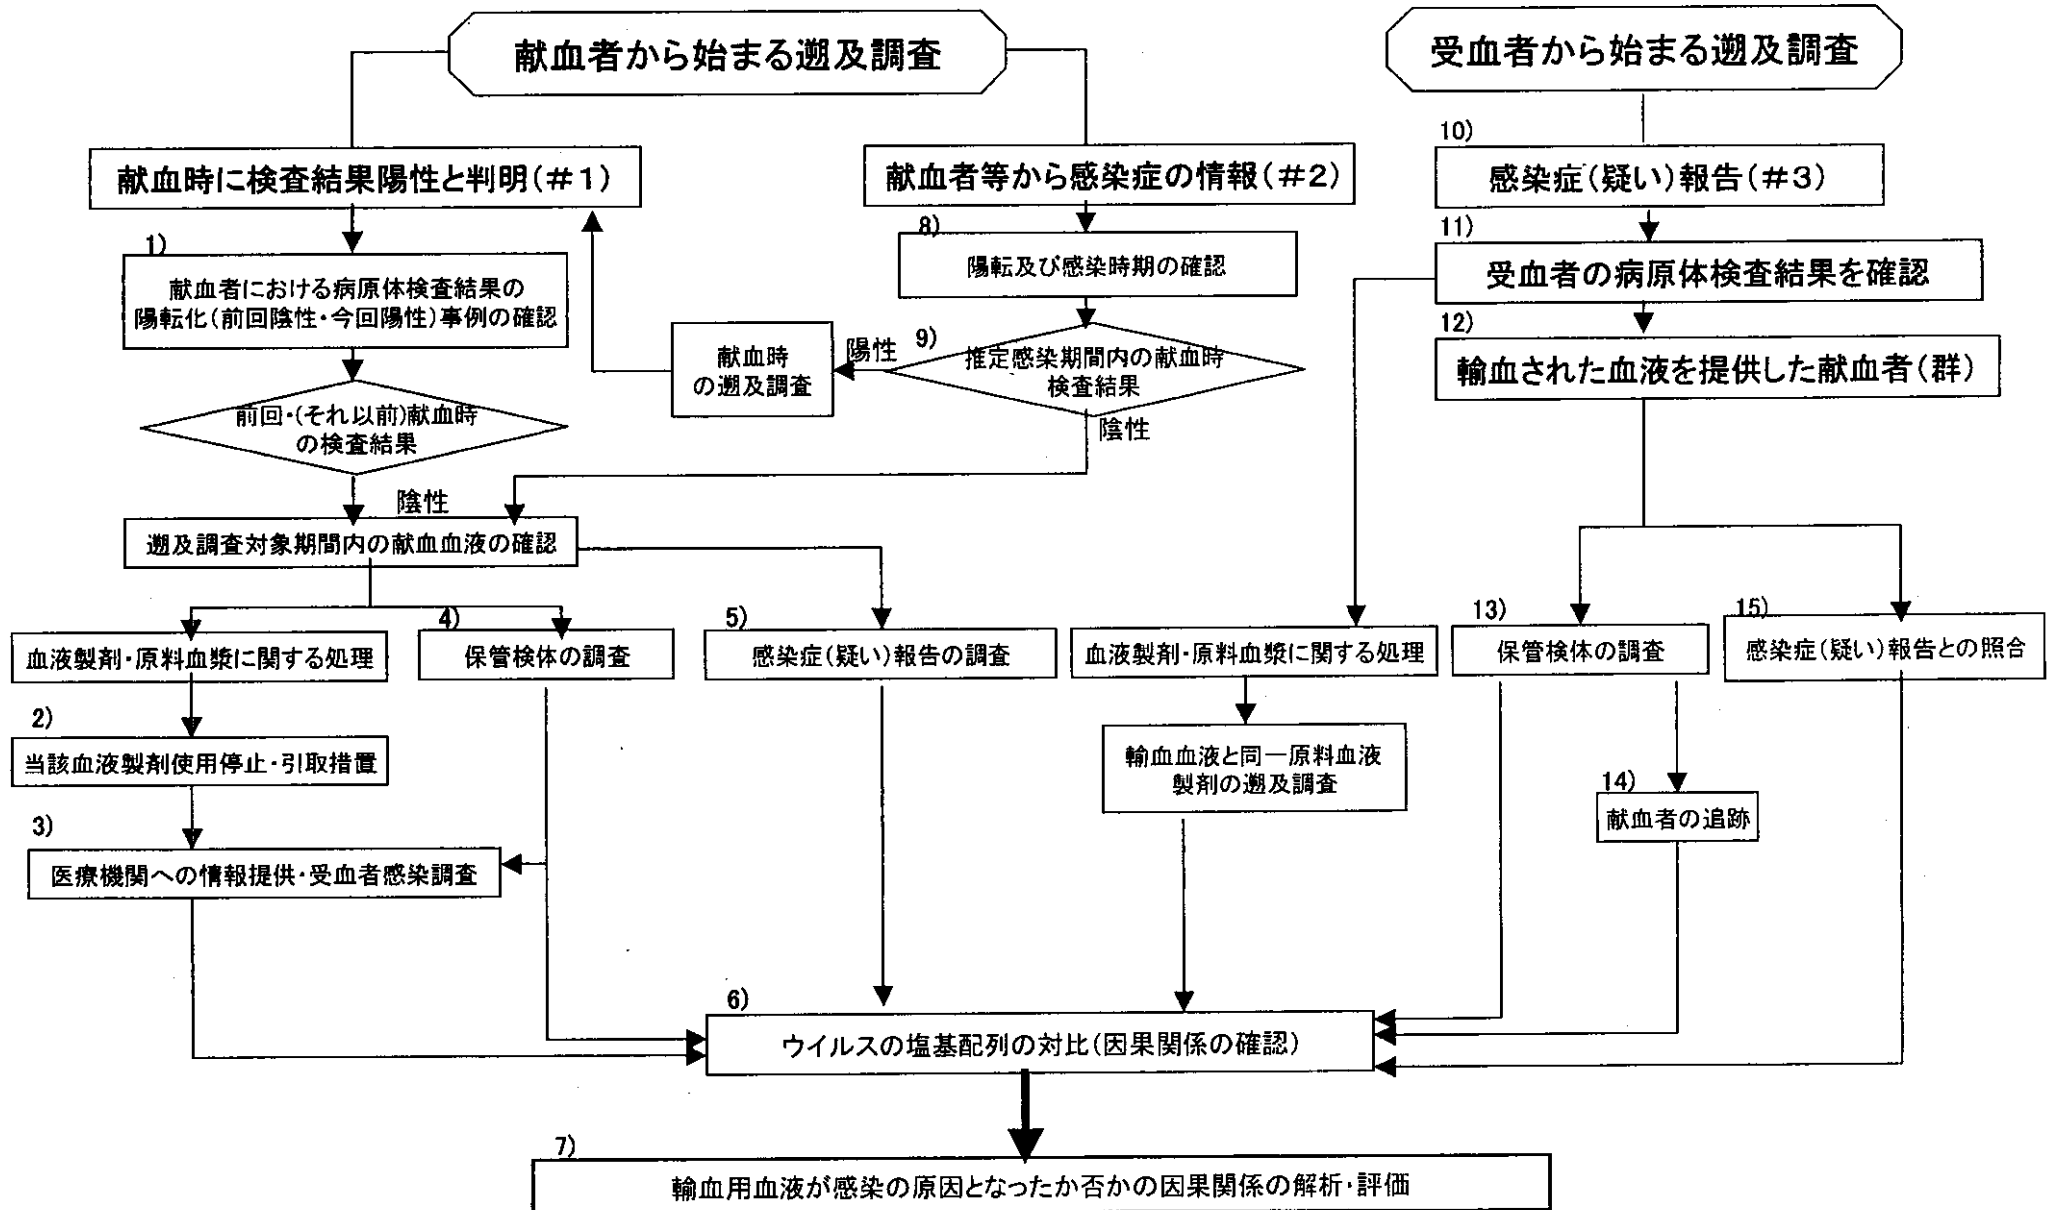 献血者から始まる遡及調査
受血者から始まる遡及調査
献血時に検査結果陽性と判明(#1)
献血者等から感染症の情報(#2)
10)
感染症(疑い)報告(#3)
1)
献血者における病原体検査結果の
陽転化(前回陰性・今回陽性)事例の確認
8)
陽転及び感染時期の確認
11)
受血者の病原体検査結果を確認
前回・(それ以前)献血時
の検査結果
献血時
の遡及調査
陽性
9)
推定感染期間内の献血時
検査結果
陰性
12)
輸血された血液を提供した献血者(群)
陰性
遡及調査対象期間内の献血血液の確認
血液製剤・原料血漿に関する処理
4)
保管検体の調査
5)
感染症(疑い)報告の調査
血液製剤・原料血漿に関する処理
13)
保管検体の調査
15)
感染症(疑い)報告との照合
2)
当該血液製剤使用停止・引取措置
輸血血液と同一原料血液
製剤の遡及調査
14)
献血者の追跡
3)
医療機関への情報提供・受血者感染調査
6)
ウイルスの塩基配列の対比(因果関係の確認)
7)
輸血用血液が感染の原因となったか否かの因果関係の解析・評価